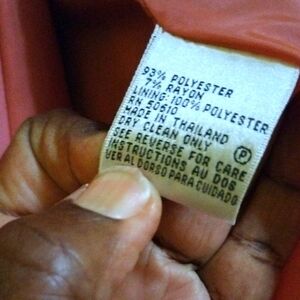 93% POLYESTER
7% RAYON
LINING: 100% POLYESTER
RN 50610
MADE IN THAILAND
DRY CLEAN ONLY
SEE REVERSE FOR CARE
P
INSTRUCTIONS AU DOS
VER AL DORSO PARA CUIDADO